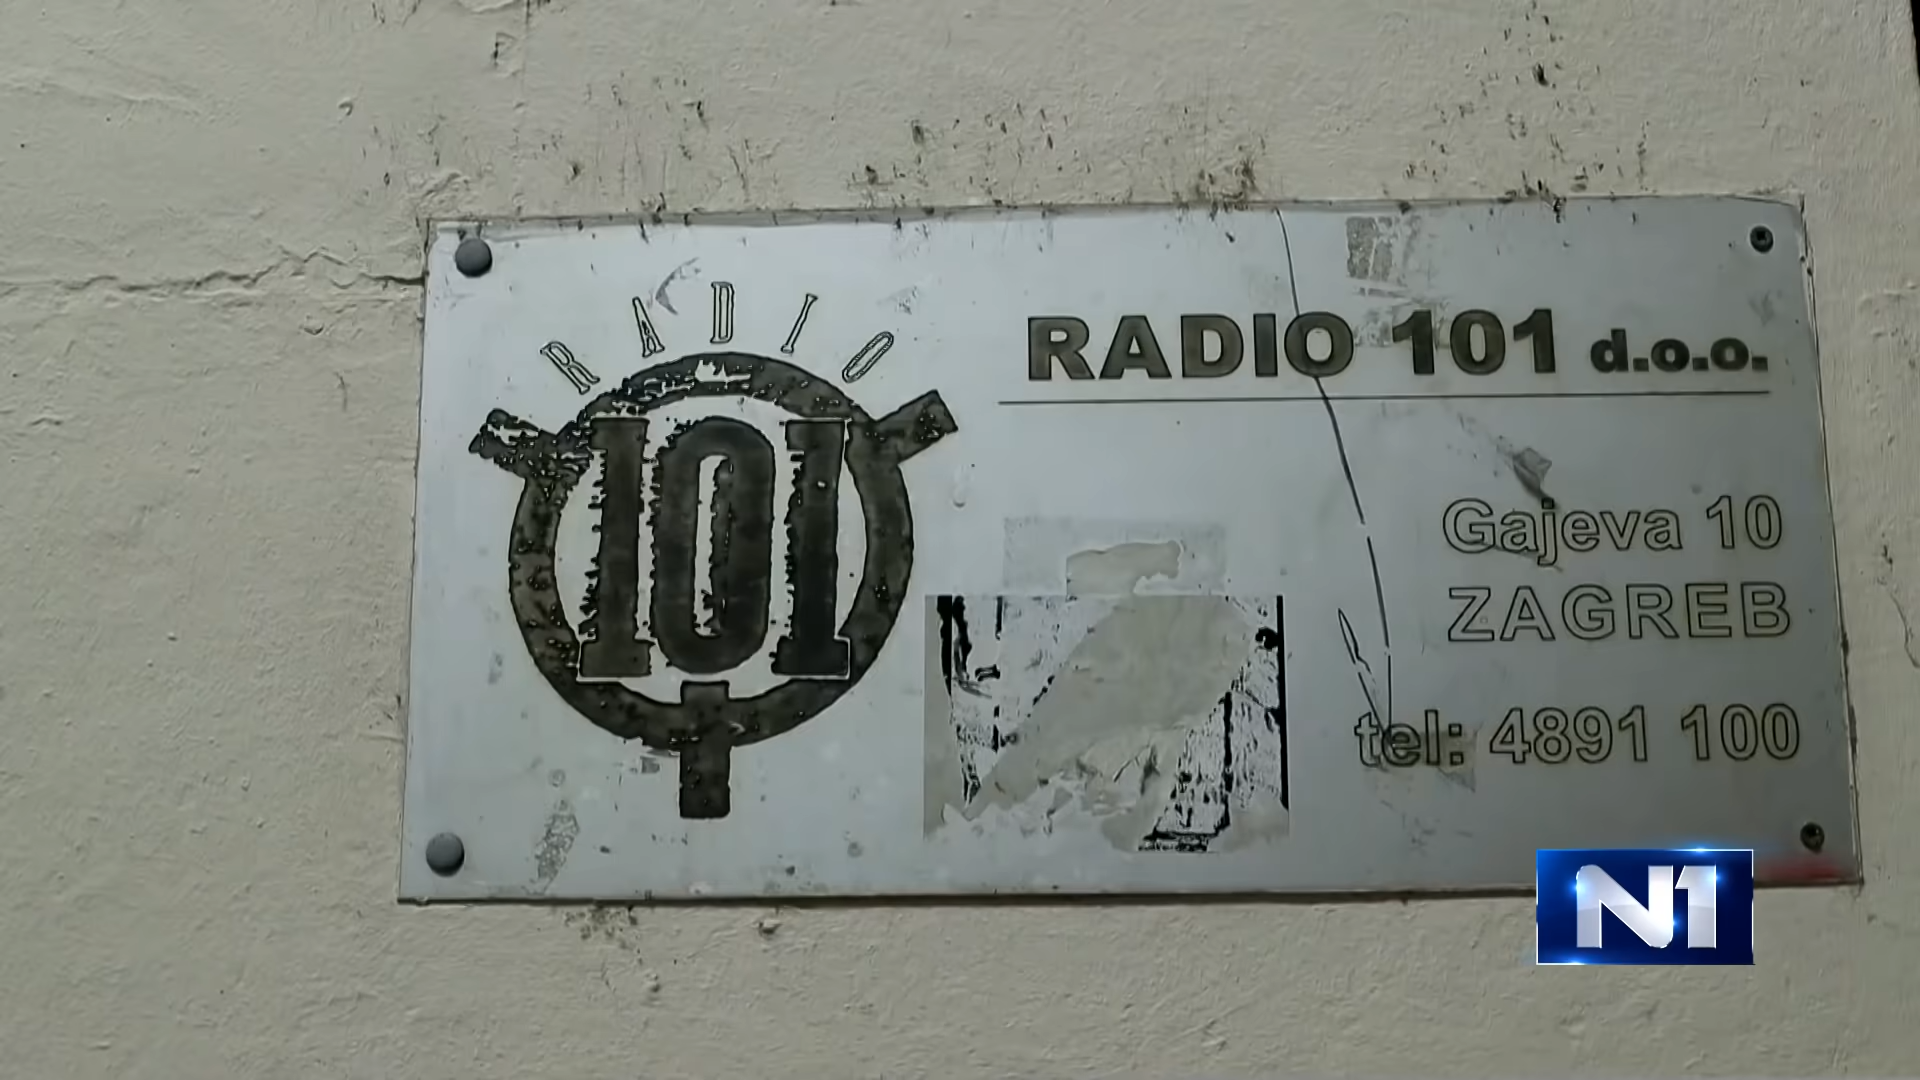 RADIO
101
RADIO 101 d.o.o.
Gajeva 10
ZAGREB
tel: 4891 100
N1